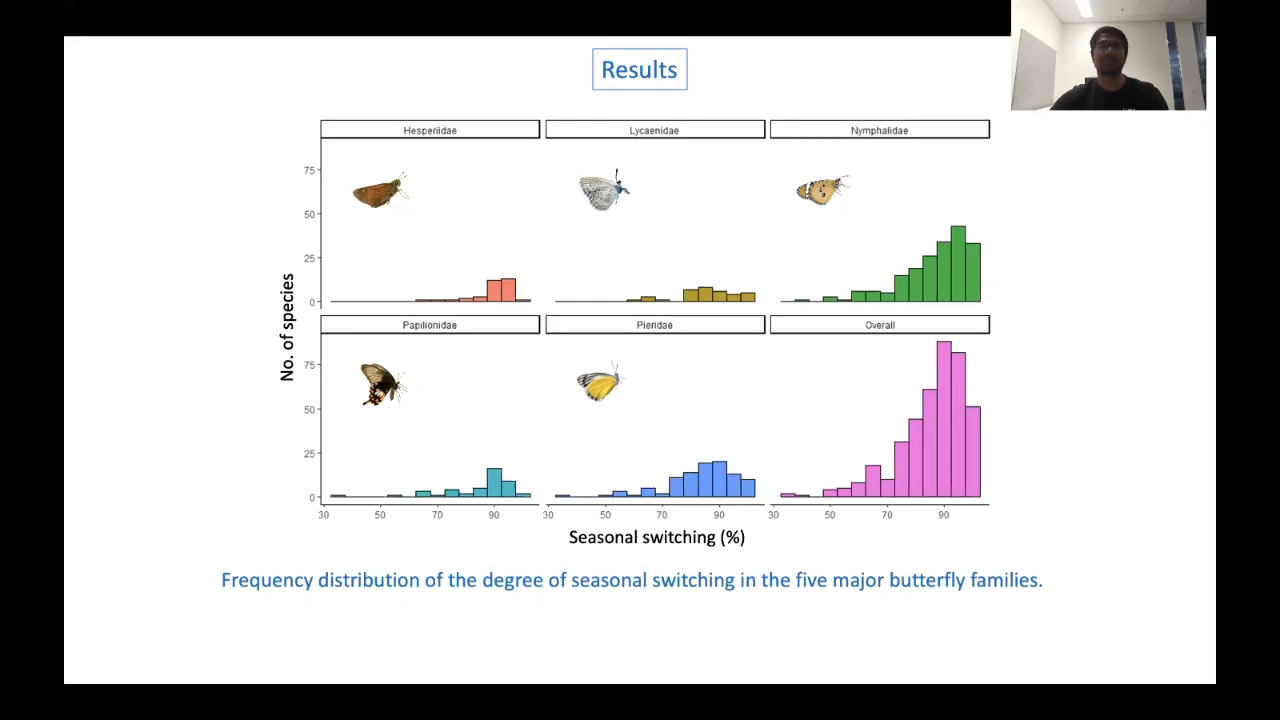 Results
Hesperiidae
Lycaenidae
Nymphalidae
75
50
25
0
No. of species
Papilionidae
Pieridae
Overall
75
50
25
0
30 50 70 90 30 50 70 90 30 50 70 90
Seasonal switching (%)
Frequency distribution of the degree of seasonal switching in the five major butterfly families.